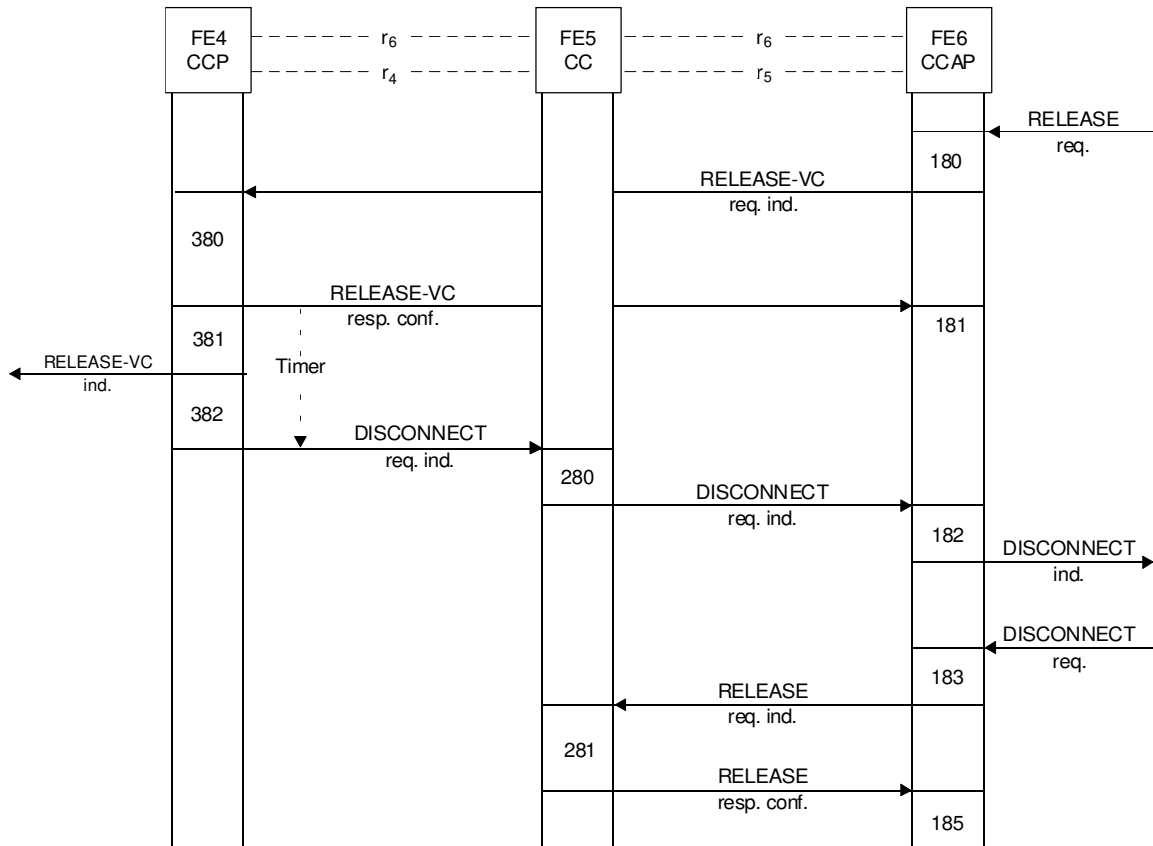 FE4
CCP
r6
r4
FE5
CC
r6
r5
FE6
CCAP
RELEASE
req.
180
RELEASE-VC
req. ind.
380
RELEASE-VC
resp. conf.
181
381
RELEASE-VC
ind.
Timer
382
DISCONNECT
req. ind.
280
DISCONNECT
req. ind.
182
DISCONNECT
ind.
DISCONNECT
req.
183
RELEASE
req. ind.
281
RELEASE
resp. conf.
185